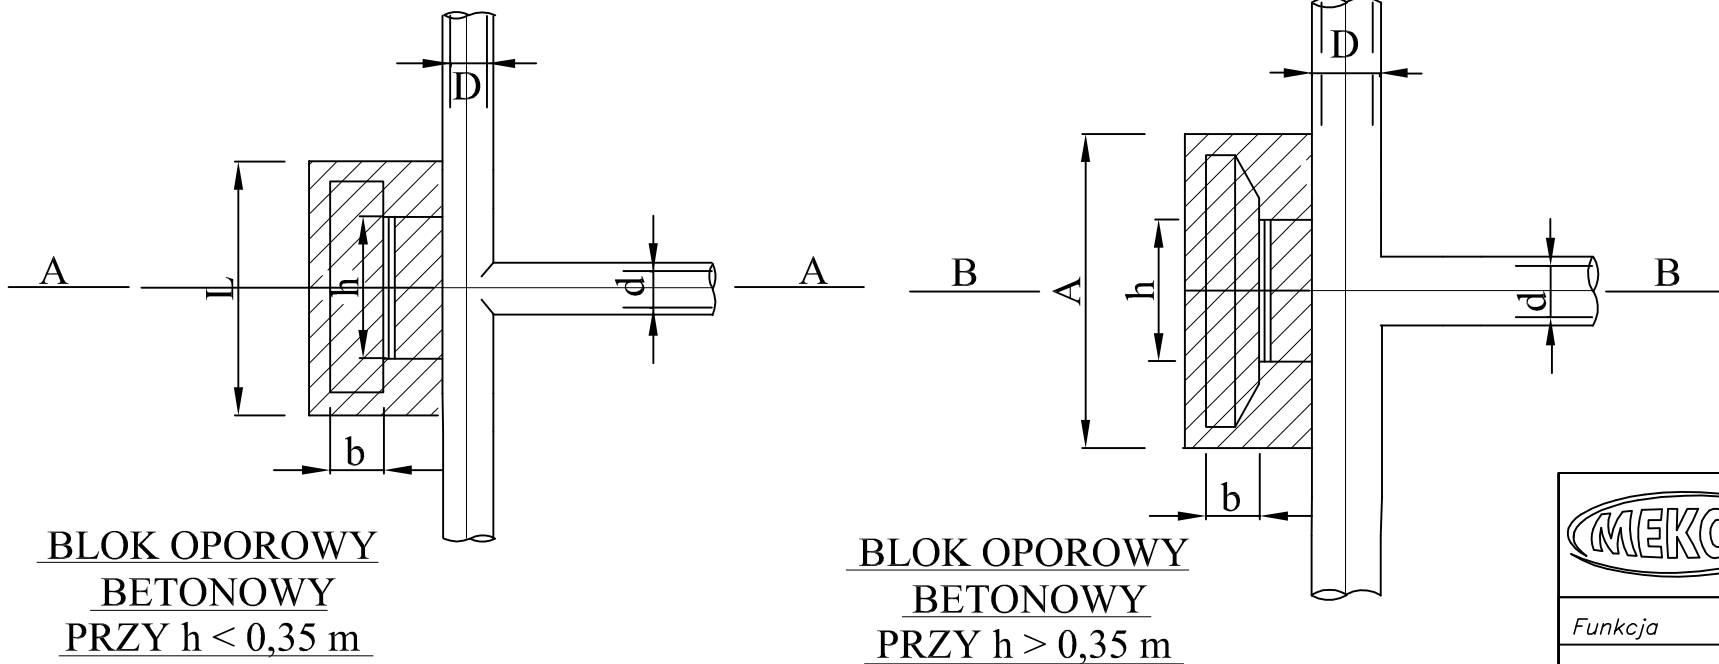 D
A
L
h
d
A
b
BLOK OPOROWY
BETONOWY
PRZY h < 0,35 m
D
B
A
h
d
B
b
BLOK OPOROWY
BETONOWY
PRZY h > 0,35 m
Funkcja